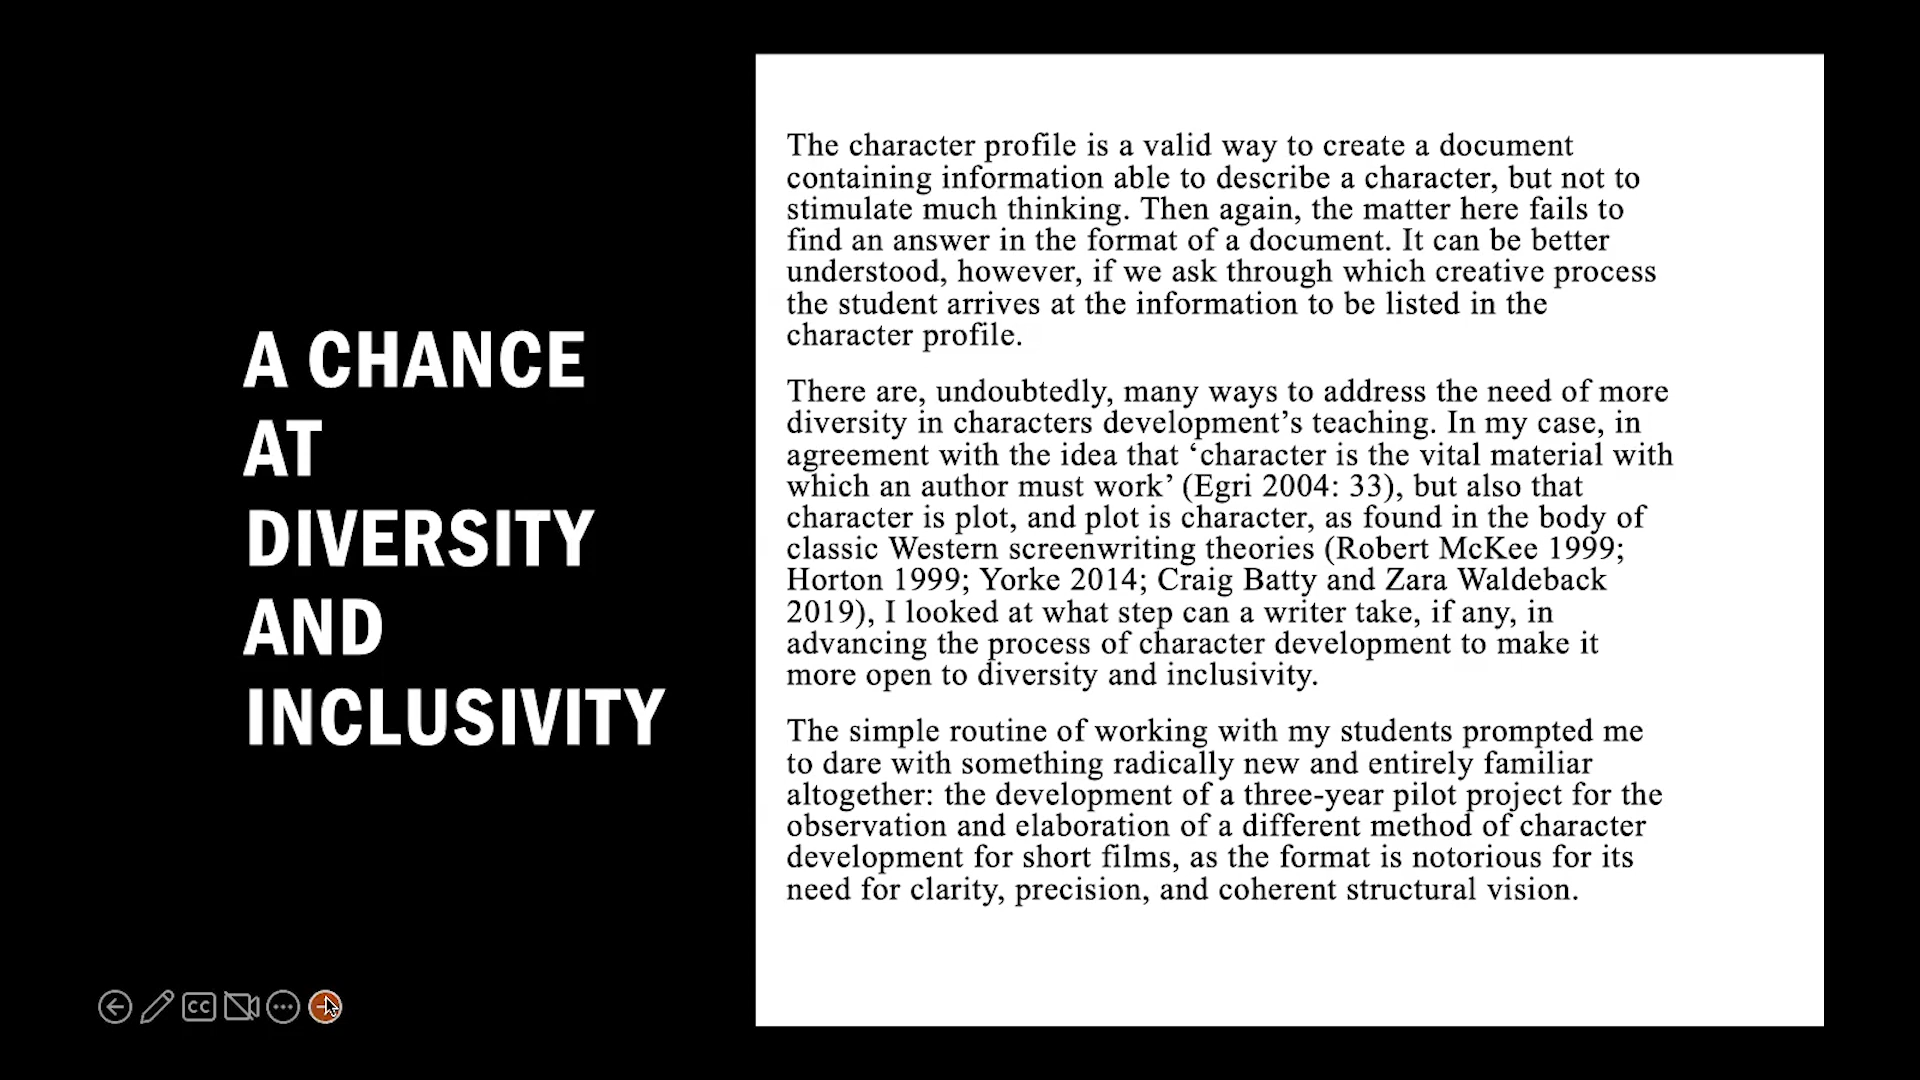 A CHANCE
AT
DIVERSITY
AND
INCLUSIVITY
The character profile is a valid way to create a document
containing information able to describe a character, but not to
stimulate much thinking. Then again, the matter here fails to
find an answer in the format of a document. It can be better
understood, however, if we ask through which creative process
the student arrives at the information to be listed in the
character profile.
There are, undoubtedly, many ways to address the need of more
diversity in characters development’s teaching. In my case, in
agreement with the idea that ‘character is the vital material with
which an author must work’ (Egri 2004: 33), but also that
character is plot, and plot is character, as found in the body of
classic Western screenwriting theories (Robert McKee 1999;
Horton 1999; Yorke 2014; Craig Batty and Zara Waldeback
2019), I looked at what step can a writer take, if any, in
advancing the process of character development to make it
more open to diversity and inclusivity.
The simple routine of working with my students prompted me
to dare with something radically new and entirely familiar
altogether: the development of a three-year pilot project for the
observation and elaboration of a different method of character
development for short films, as the format is notorious for its
need for clarity, precision, and coherent structural vision.
CC